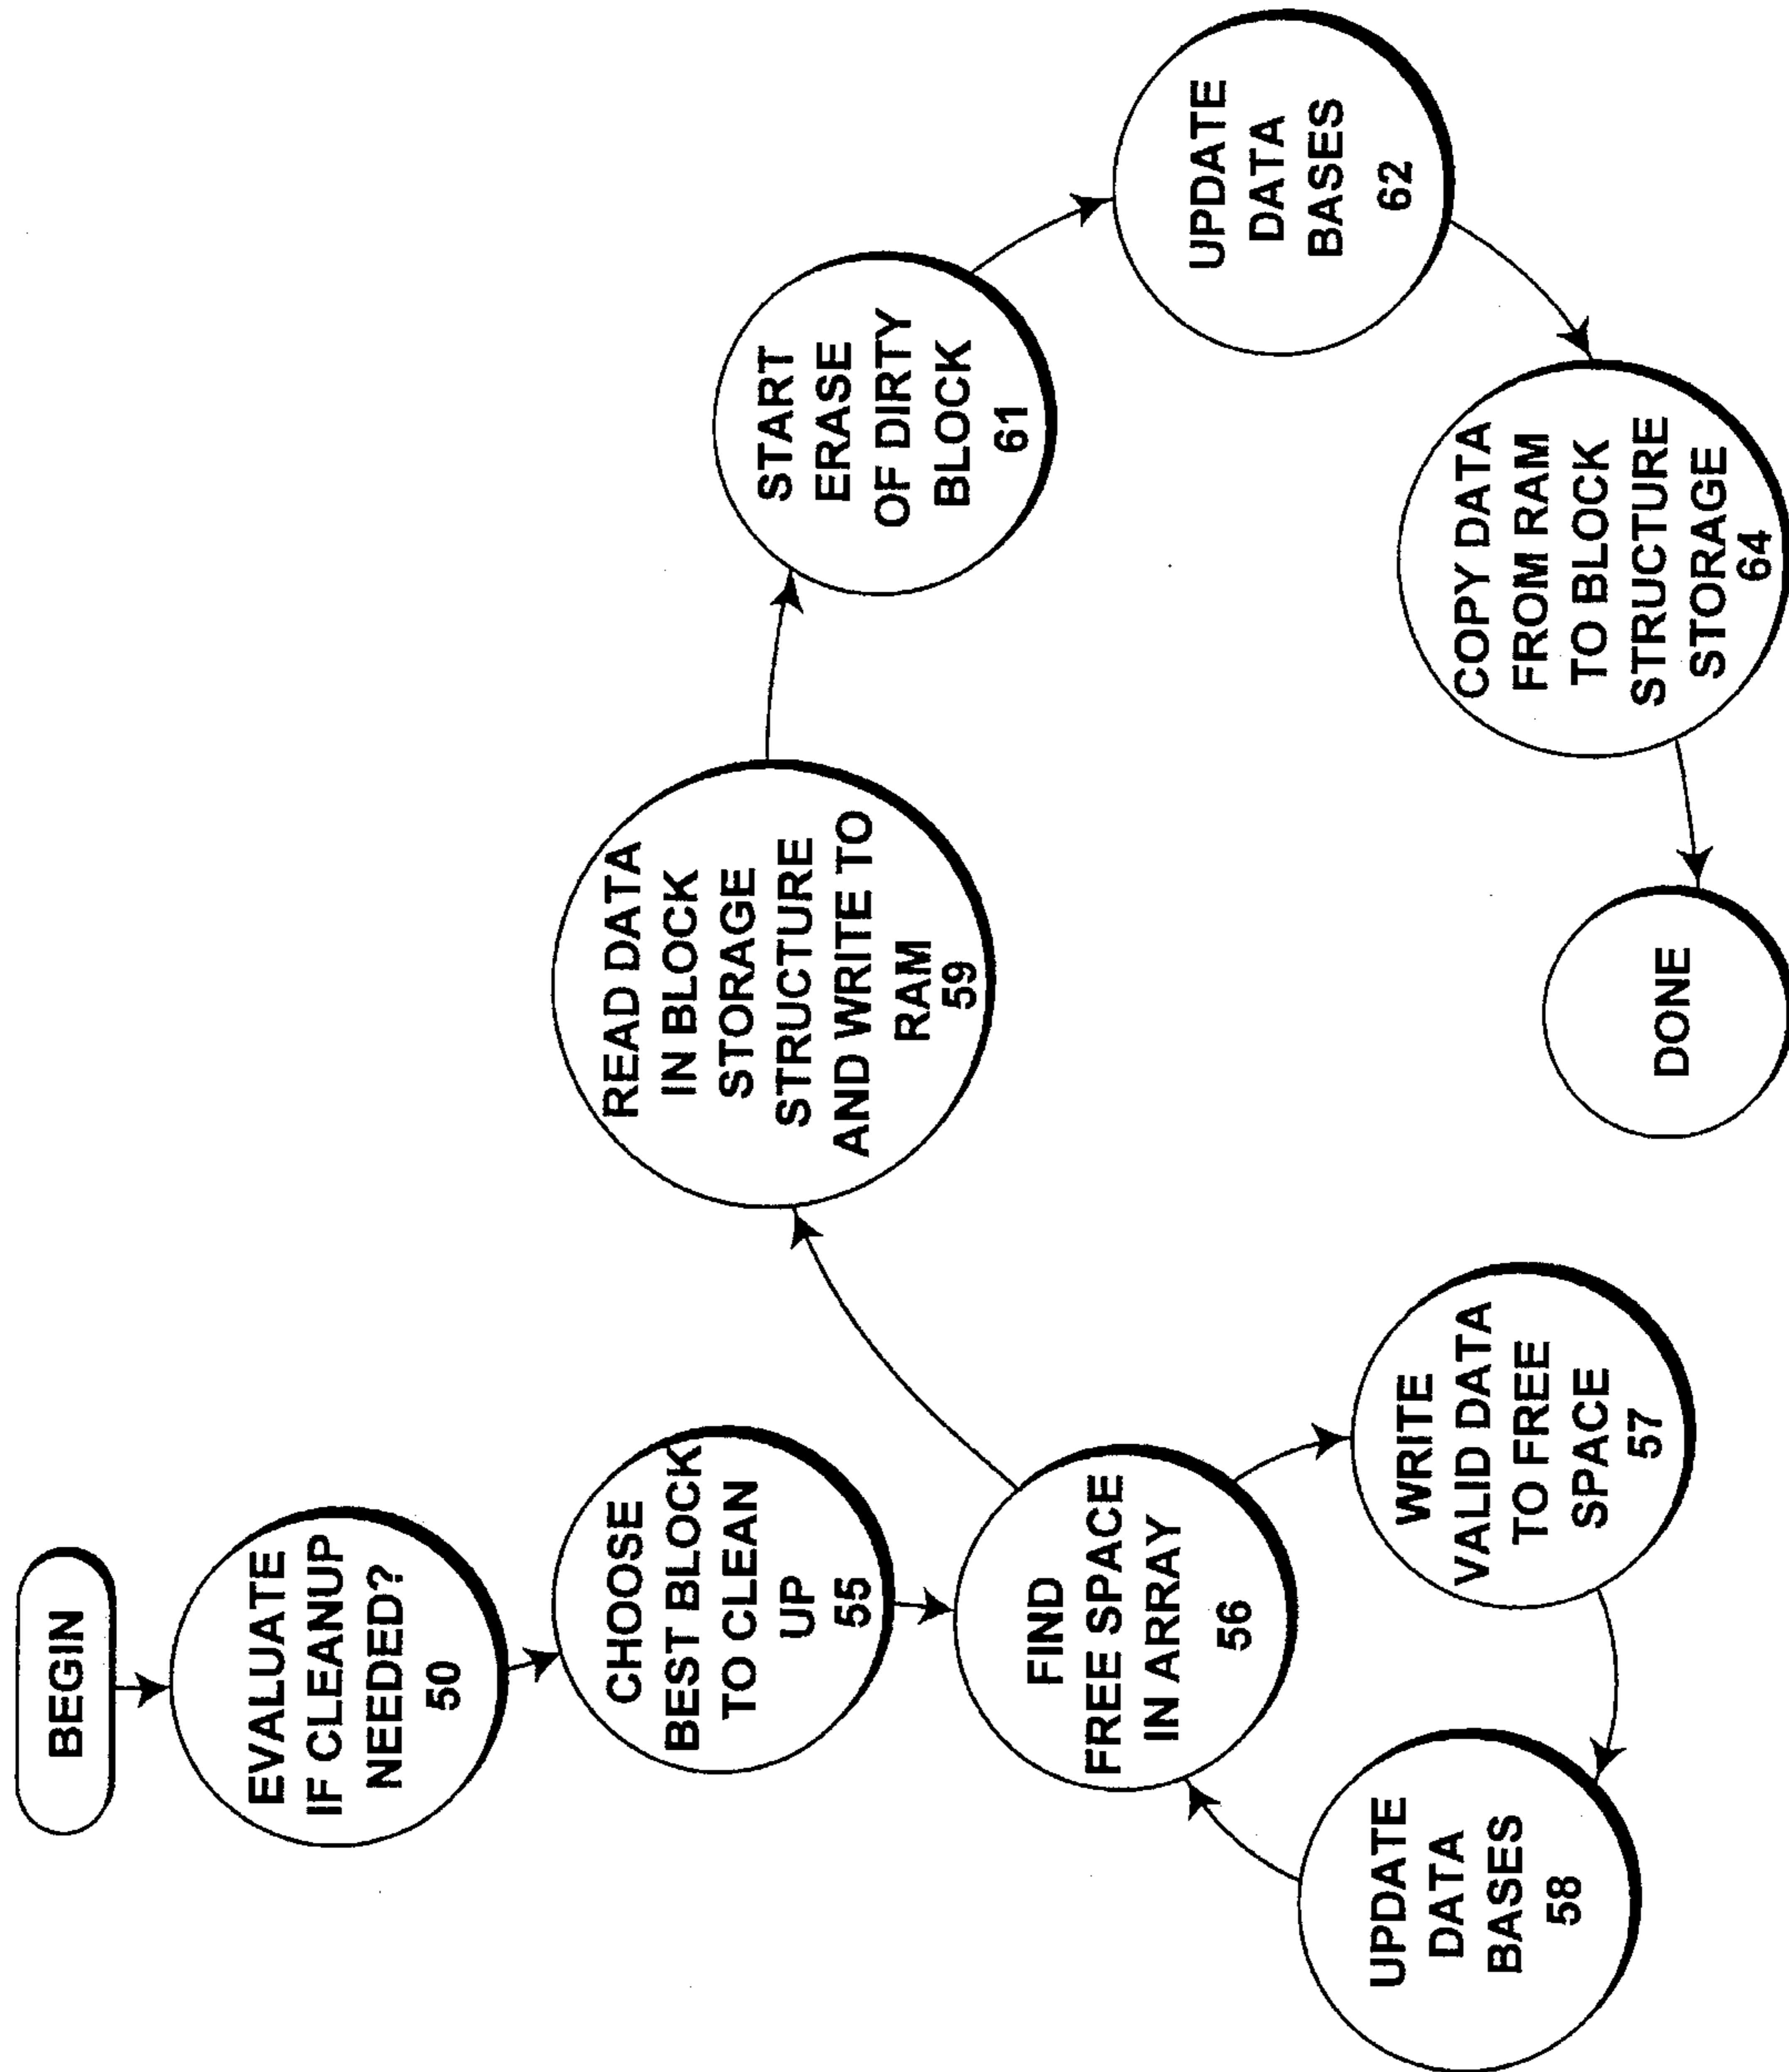 BEGIN
EVALUATE
IF CLEANUP
NEEDED?
50
CHOOSE
BEST BLOCK
TO CLEAN
UP
55
FIND
FREE SPACE
IN ARRAY
56
WRITE
VALID DATA
TO FREE
SPACE
57
UPDATE
DATA
BASES
58
READ DATA
IN BLOCK
STORAGE
STRUCTURE
AND WRITE TO
RAM
59
START
ERASE
OF DIRTY
BLOCK
61
UPDATE
DATA
BASES
62
COPY DATA
FROM RAM
TO BLOCK
STRUCTURE
STORAGE
64
DONE